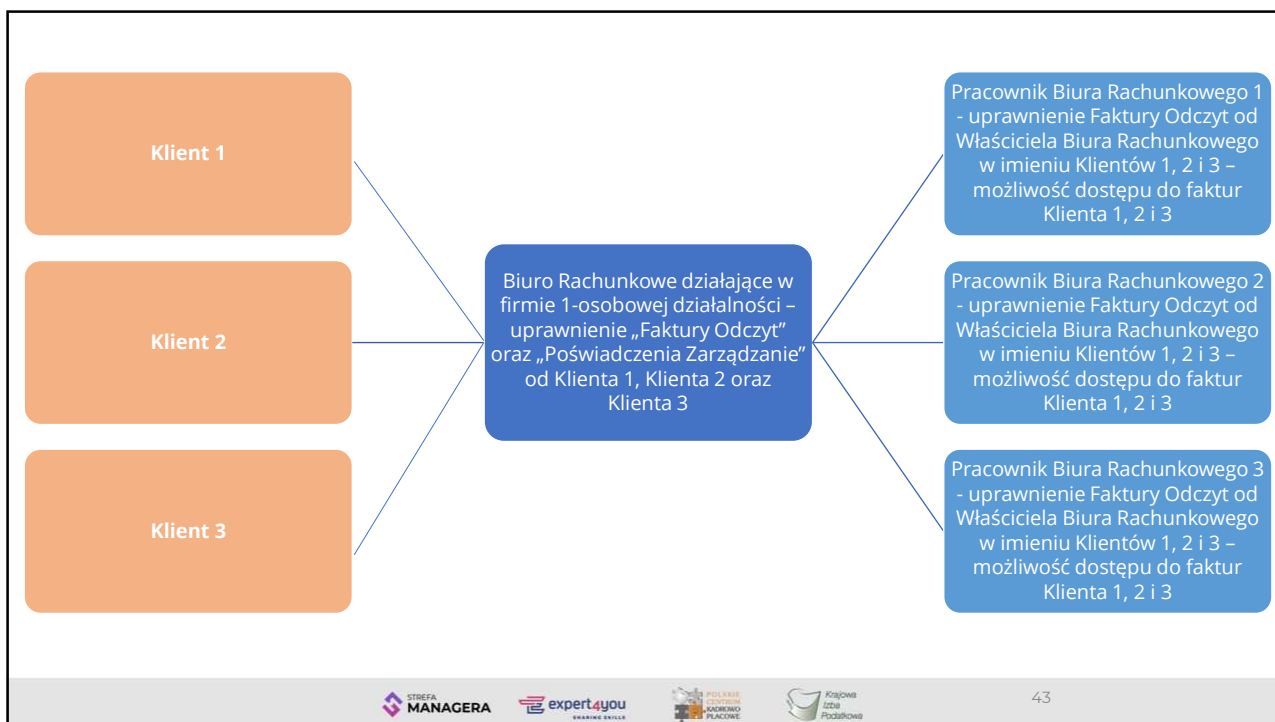 Klient 1
Klient 2
Klient 3
Biuro Rachunkowe działające w
firmie 1-osobowej działalności –
uprawnienie „Faktury Odczyt”
oraz „Poświadczenia Zarządzanie”
od Klienta 1, Klienta 2 oraz
Klienta 3
Pracownik Biura Rachunkowego 1
- uprawnienie Faktury Odczyt od
Właściciela Biura Rachunkowego
w imieniu Klientów 1, 2 i 3 –
możliwość dostępu do faktur
Klienta 1, 2 i 3
Pracownik Biura Rachunkowego 2
- uprawnienie Faktury Odczyt od
Właściciela Biura Rachunkowego
w imieniu Klientów 1, 2 i 3 –
możliwość dostępu do faktur
Klienta 1, 2 i 3
Pracownik Biura Rachunkowego 3
- uprawnienie Faktury Odczyt od
Właściciela Biura Rachunkowego
w imieniu Klientów 1, 2 i 3 –
możliwość dostępu do faktur
Klienta 1, 2 i 3
STREFA
MANAGERA
expert4you
SHARING SKILLS
POLSKIE
CENTRUM
KADROWO
PŁACOWE
Krajowa
Izba
Podatkowa
43